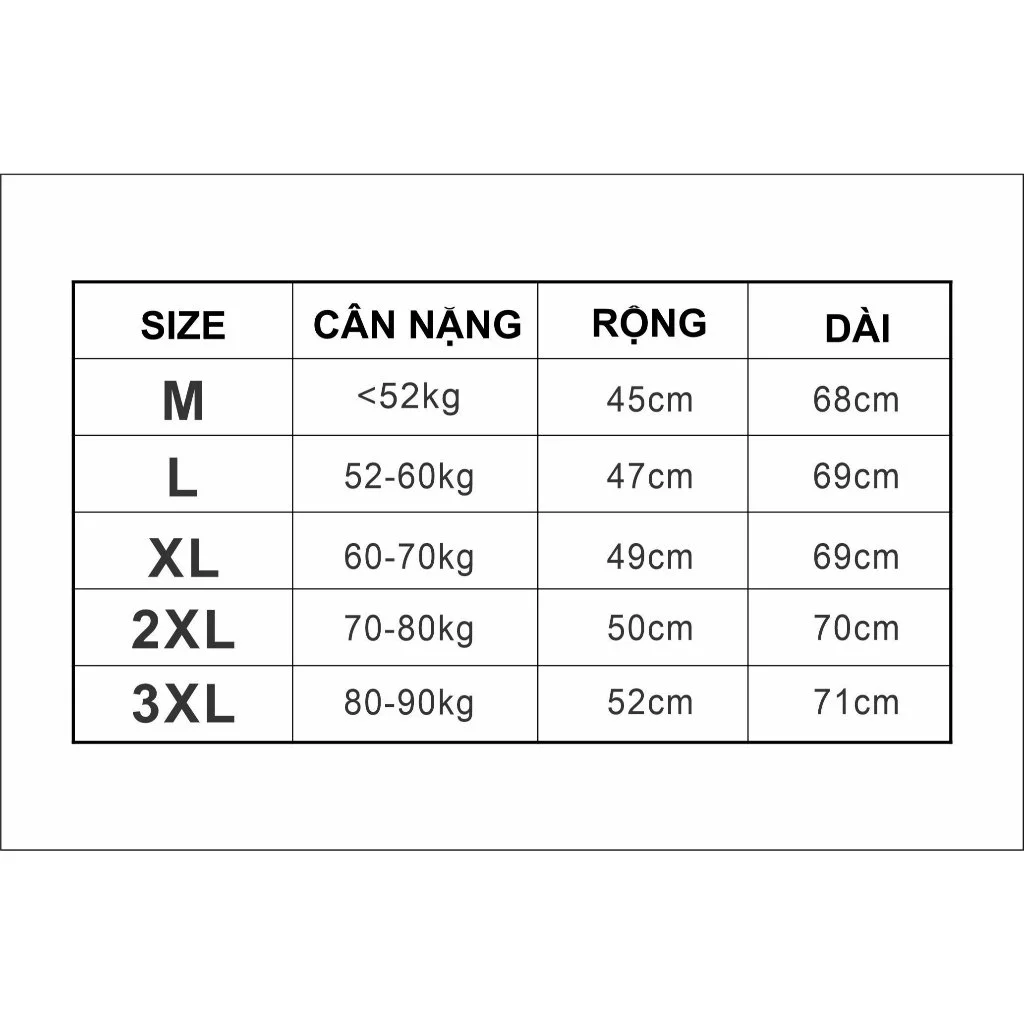 SIZE CÂN NẶNG RỘNG DÀI
M <52kg 45cm 68cm
L 52-60kg 47cm 69cm
XL 60-70kg 49cm 69cm
2XL 70-80kg 50cm 70cm
3XL 80-90kg 52cm 71cm